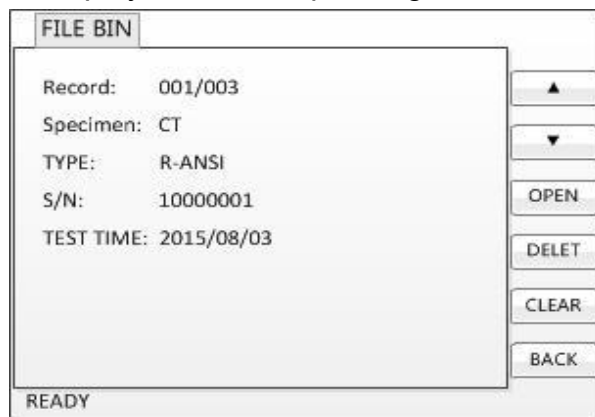 FILE BIN
Record: 001/003
Specimen: CT
TYPE: R-ANSI
S/N: 10000001
TEST TIME: 2015/08/03
▲
▼
OPEN
DELET
CLEAR
BACK
READY